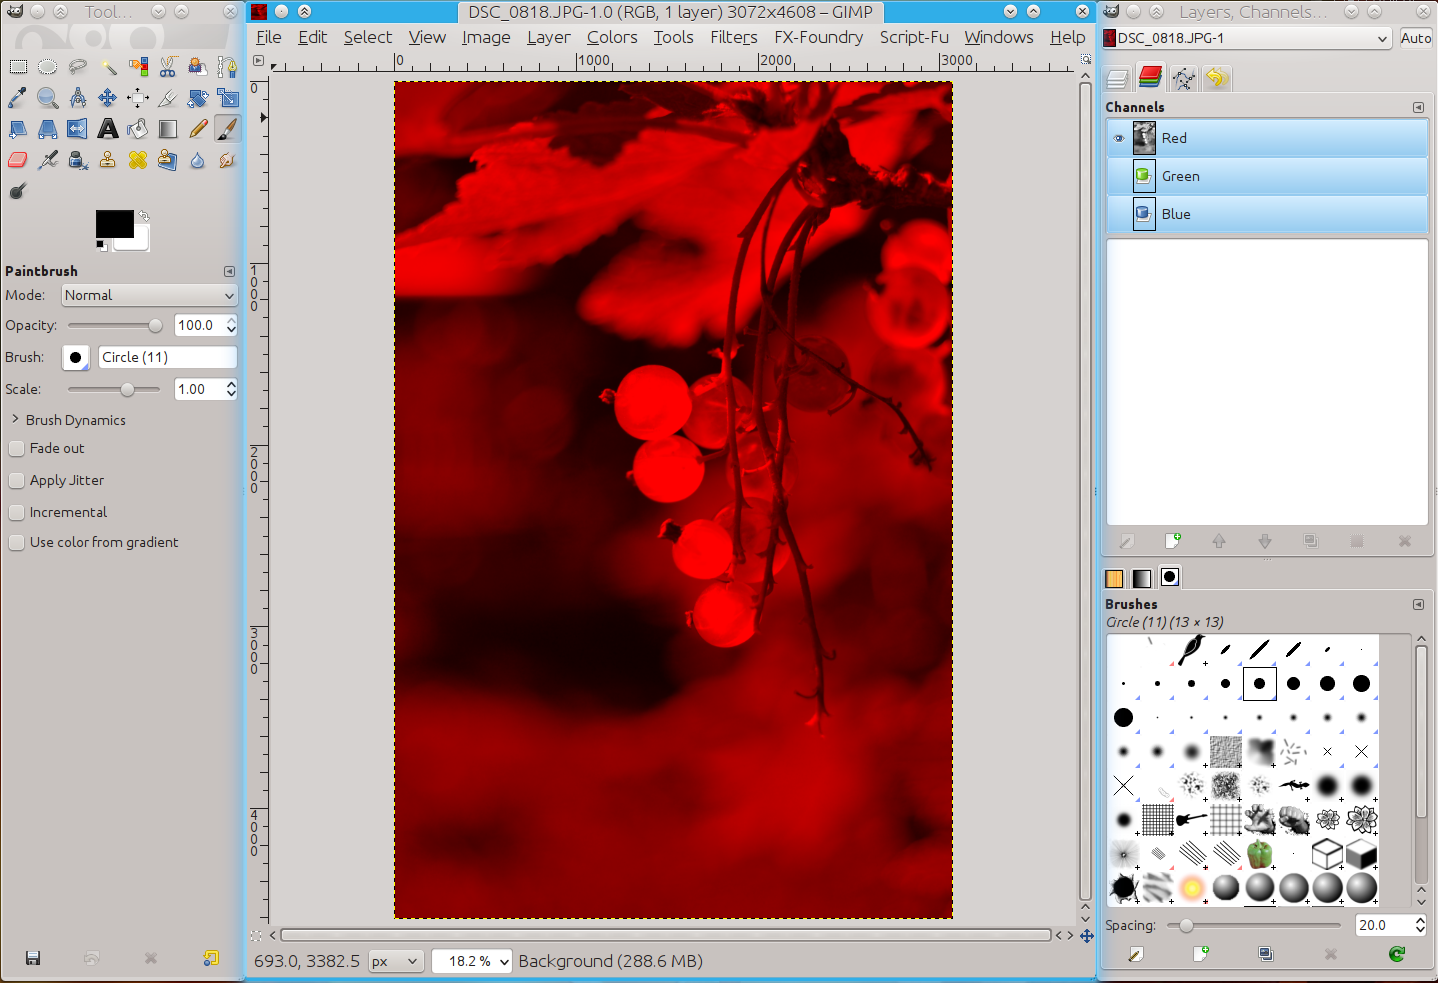 Tool...
DSC_0818.JPG-1.0 (RGB, 1 layer) 3072x4608 – GIMP
Layers, Channels...
File Edit Select View Image Layer Colors Tools Filters FX-Foundry Script-Fu Windows Help
DSC_0818.JPG-1
Auto
0 1000 2000 3000
0
1000
2000
3000
4000
Paintbrush
Mode: Normal
Opacity: 100.0
Brush: Circle (11)
Scale: 1.00
Brush Dynamics
Fade out
Apply Jitter
Incremental
Use color from gradient
693.0, 3382.5 px 18.2 % Background (288.6 MB)
Channels
Red
Green
Blue
Brushes
Circle (11) (13 × 13)
Spacing: 20.0